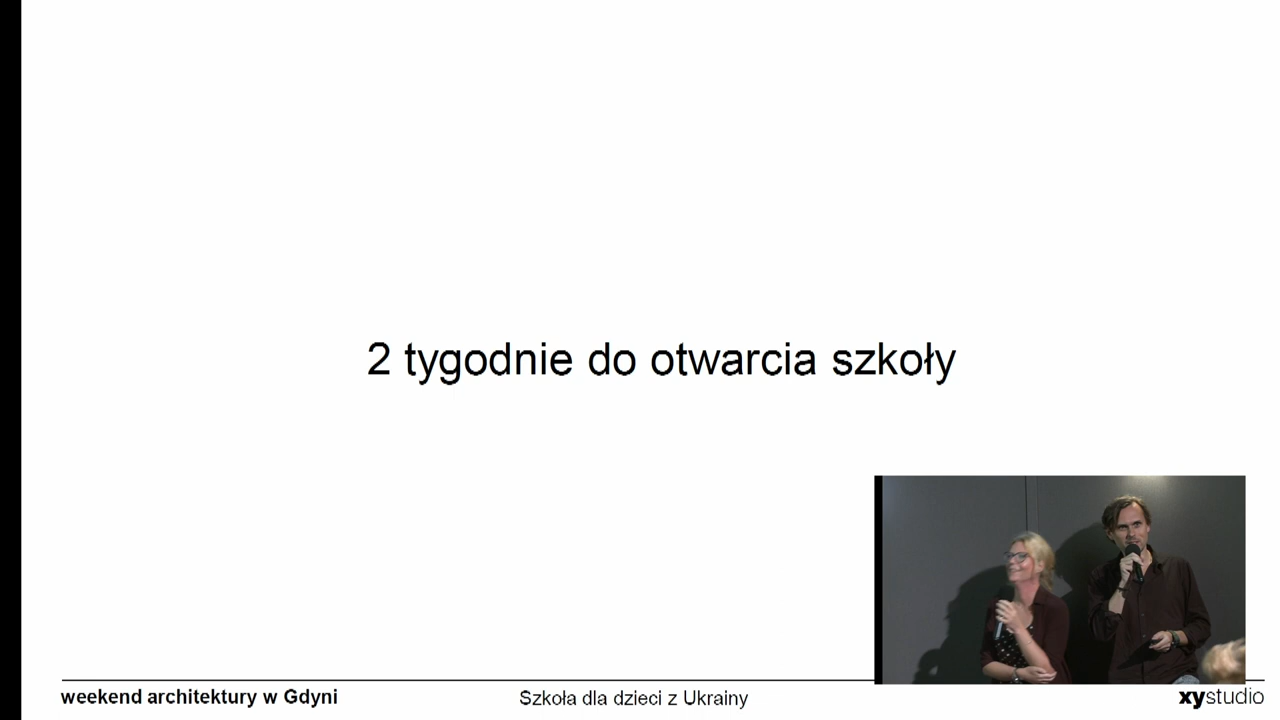 2 tygodnie do otwarcia szkoły
weekend architektury w Gdyni
Szkoła dla dzieci z Ukrainy
xystudio